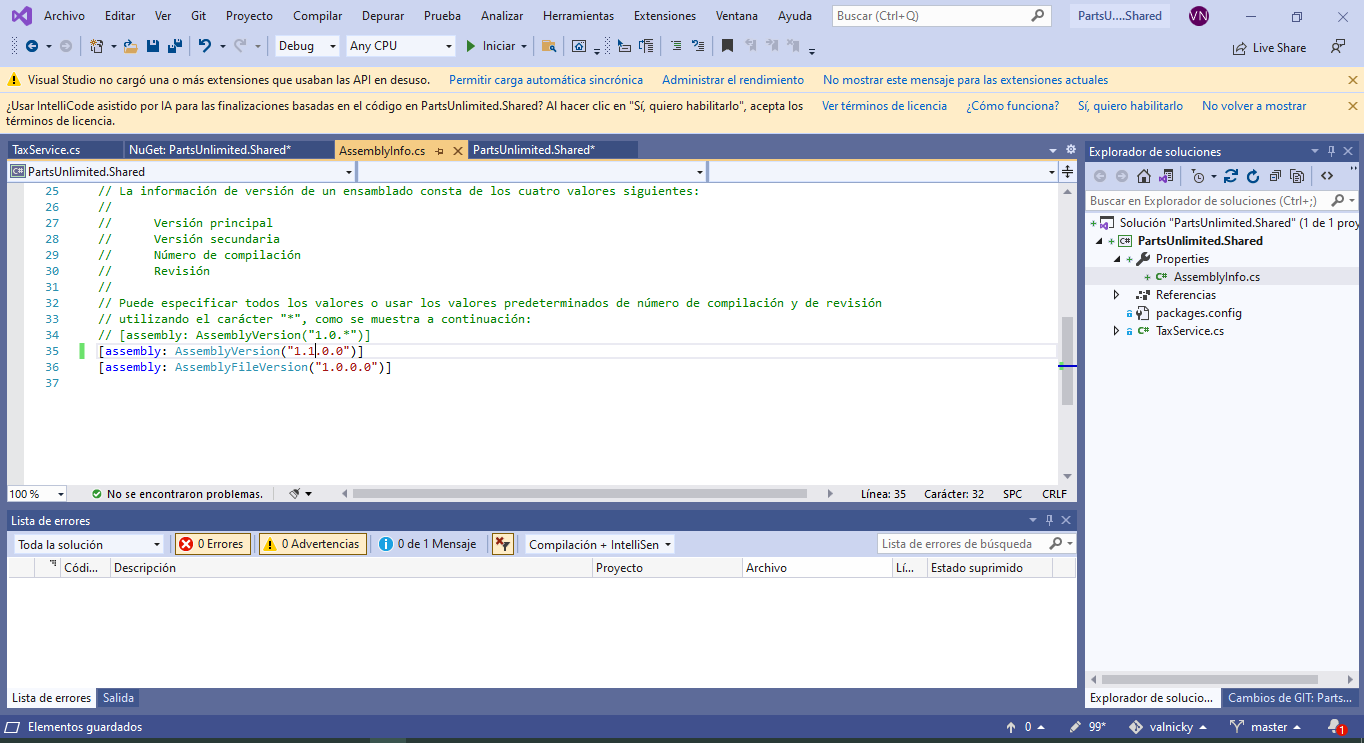 Archivo Editar Ver Git Proyecto Compilar Depurar Prueba Analizar Herramientas Extensiones Ventana Ayuda Buscar (Ctrl+Q) PartsU....Shared VN
Debug Any CPU Iniciar Live Share
Visual Studio no cargó una o más extensiones que usaban las API en desuso. Permitir carga automática sincrónica Administrar el rendimiento No mostrar este mensaje para las extensiones actuales
¿Usar IntelliCode asistido por IA para las finalizaciones basadas en el código en PartsUnlimited.Shared? Al hacer clic en "Sí, quiero habilitarlo", acepta los Ver términos de licencia ¿Cómo funciona? Sí, quiero habilitarlo No volver a mostrar
términos de licencia.
TaxService.cs NuGet: PartsUnlimited.Shared* AssemblyInfo.cs PartsUnlimited.Shared*
PartsUnlimited.Shared
25 // La información de versión de un ensamblado consta de los cuatro valores siguientes:
26 //
27 // Versión principal
28 // Versión secundaria
29 // Número de compilación
30 // Revisión
31 //
32 // Puede especificar todos los valores o usar los valores predeterminados de número de compilación y de revisión
33 // utilizando el carácter "*", como se muestra a continuación:
34 // [assembly: AssemblyVersion("1.0.*")]
35 [assembly: AssemblyVersion("1.1.0.0")]
36 [assembly: AssemblyFileVersion("1.0.0.0")]
37
100 % No se encontraron problemas. Línea: 35 Carácter: 32 SPC CRLF
Explorador de soluciones
Buscar en Explorador de soluciones (Ctrl+;)
Solución "PartsUnlimited.Shared" (1 de 1 proy
C# PartsUnlimited.Shared
Properties
C# AssemblyInfo.cs
Referencias
packages.config
C# TaxService.cs
Explorador de solucio... Cambios de GIT: Parts...
Lista de errores
Toda la solución 0 Errores 0 Advertencias 0 de 1 Mensaje Compilación + IntelliSen Lista de errores de búsqueda
Códi... Descripción Proyecto Archivo Lí... Estado suprimido
Lista de errores Salida
Elementos guardados 0 99* valnicky master 1